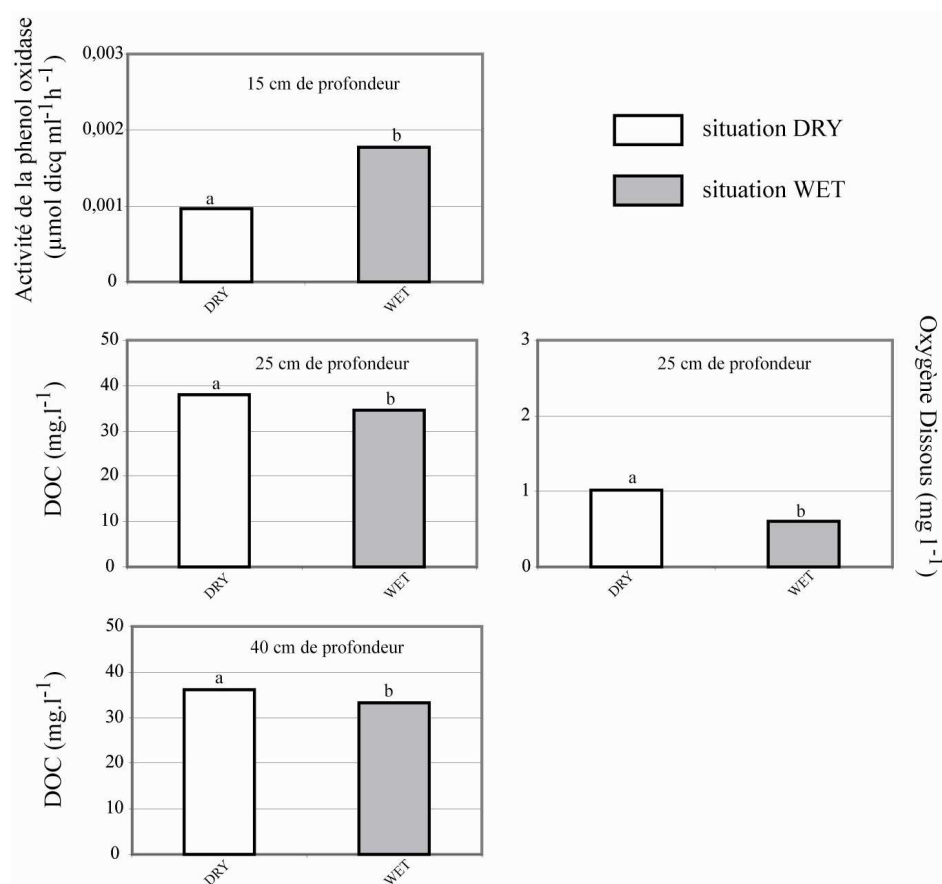 Activité de la phenol oxidase
(µmol dicq ml⁻¹h⁻¹)
0,003
0,002
0,001
0
15 cm de profondeur
a
b
DRY
WET
situation DRY
situation WET
DOC (mg.l⁻¹)
50
40
30
20
10
0
25 cm de profondeur
a
b
DRY
WET
3
2
1
0
25 cm de profondeur
a
b
DRY
WET
Oxygène Dissous (mg l⁻¹)
DOC (mg.l⁻¹)
50
40
30
20
10
0
40 cm de profondeur
a
b
DRY
WET